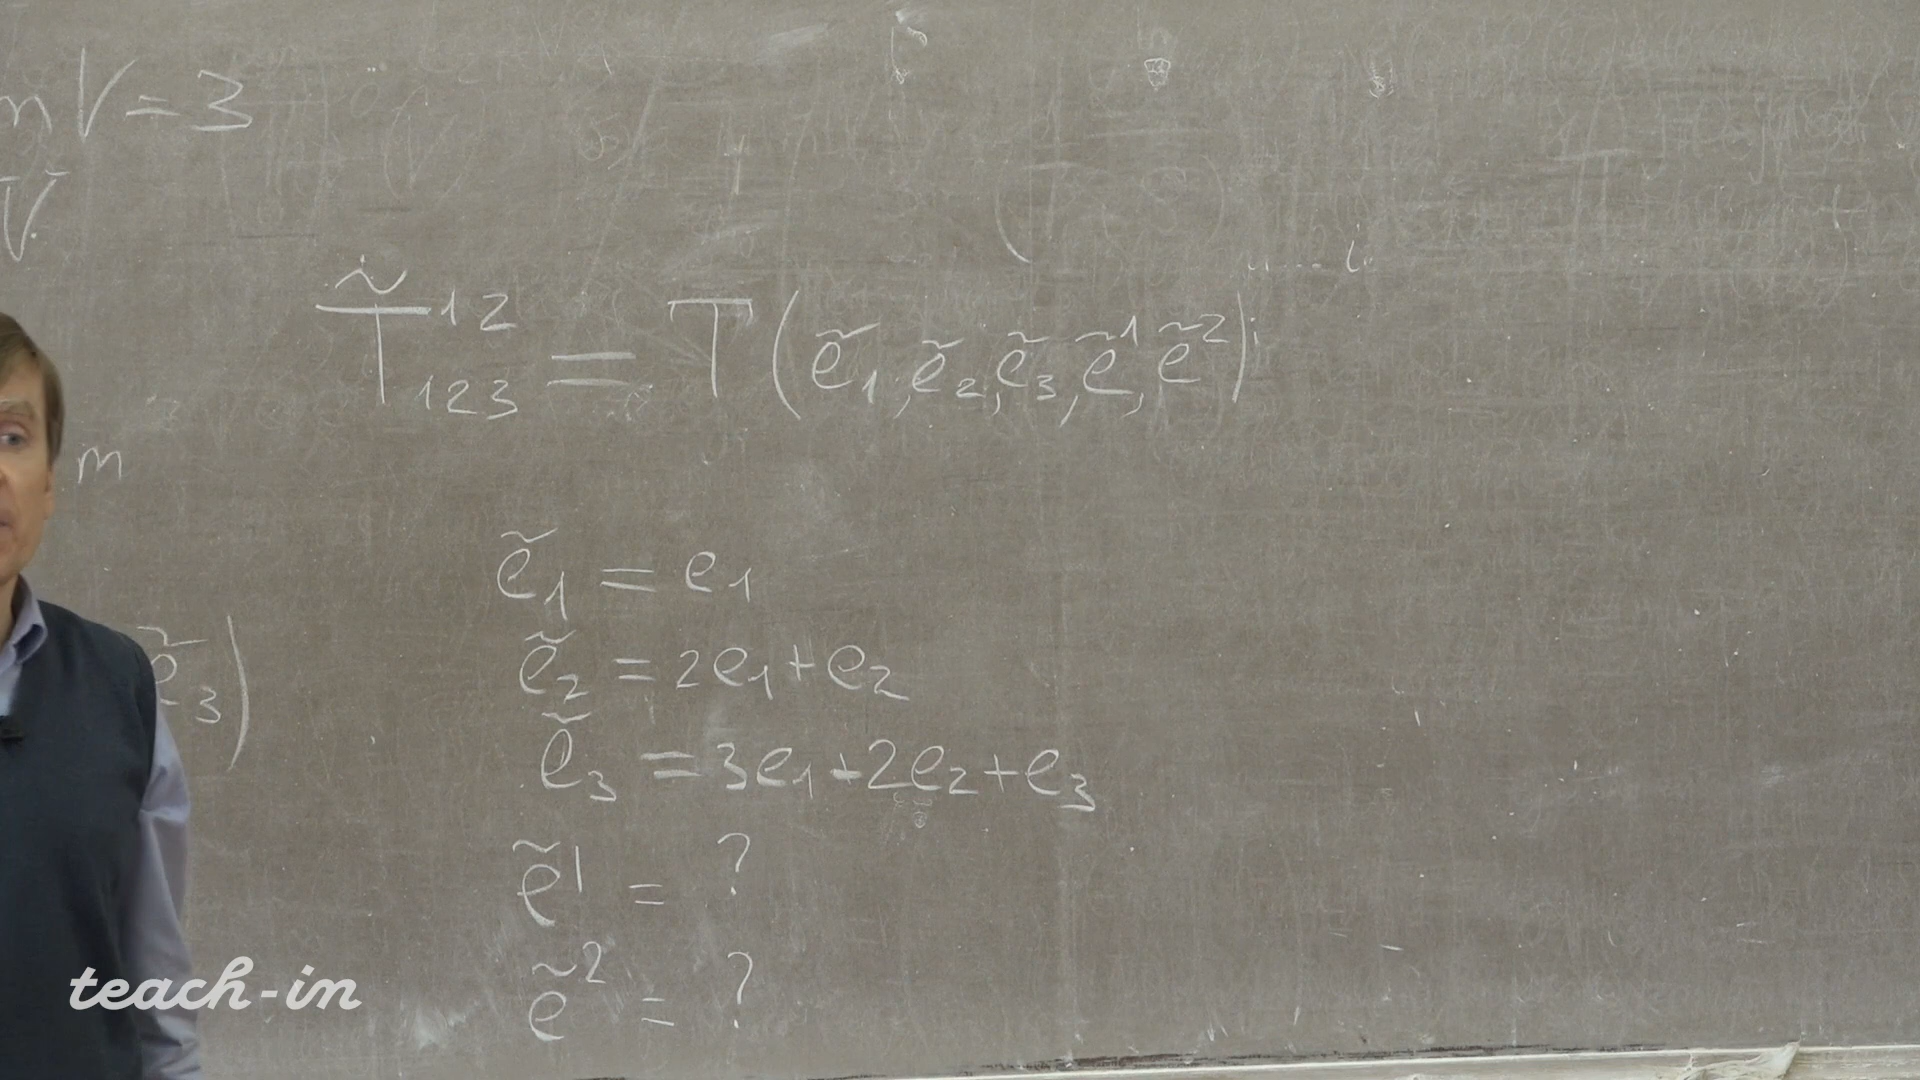 n V = 3
V
T̃¹²₁₂₃ = T(ẽ₁, ẽ₂, ẽ₃, ẽ¹, ẽ²)
m
ẽ₁ = e₁
ẽ₃)
ẽ₂ = 2e₁ + e₂
ẽ₃ = 3e₁ + 2e₂ + e₃
ẽ¹ = ?
ẽ² = ?
teach-in